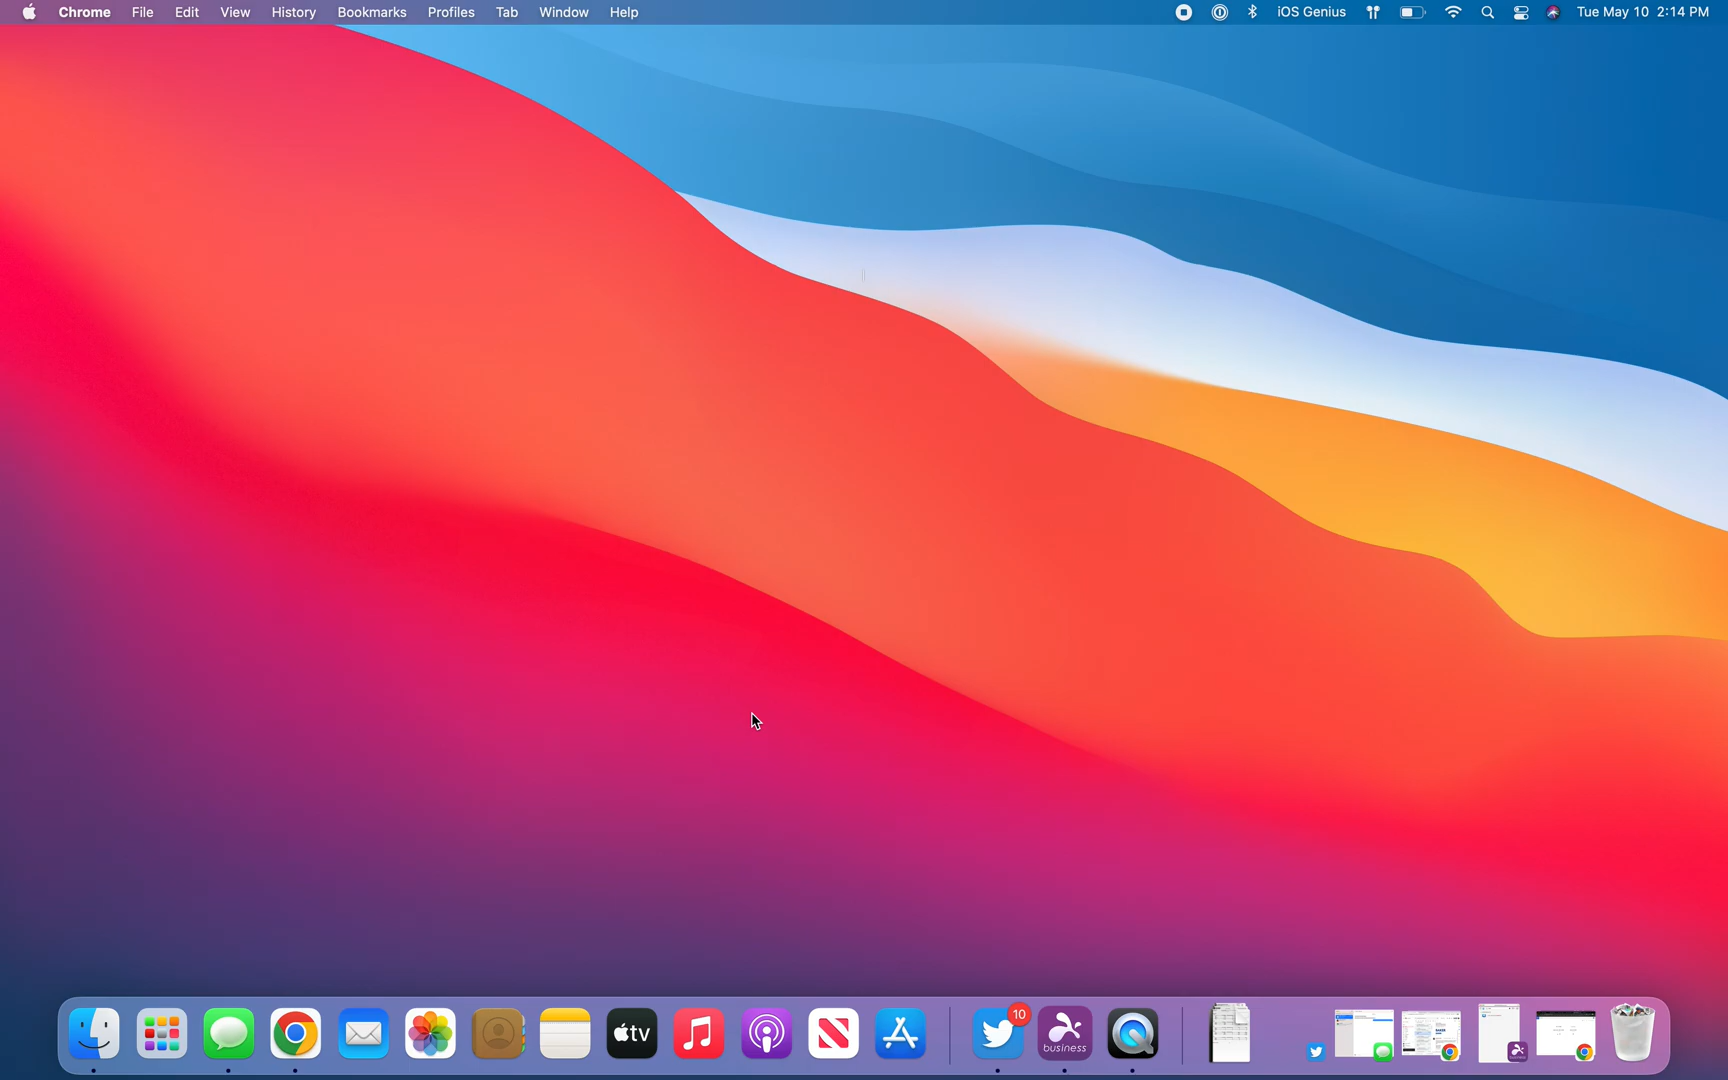 Chrome File Edit View History Bookmarks Profiles Tab Window Help iOS Genius Tue May 10 2:14 PM
tv
10
business